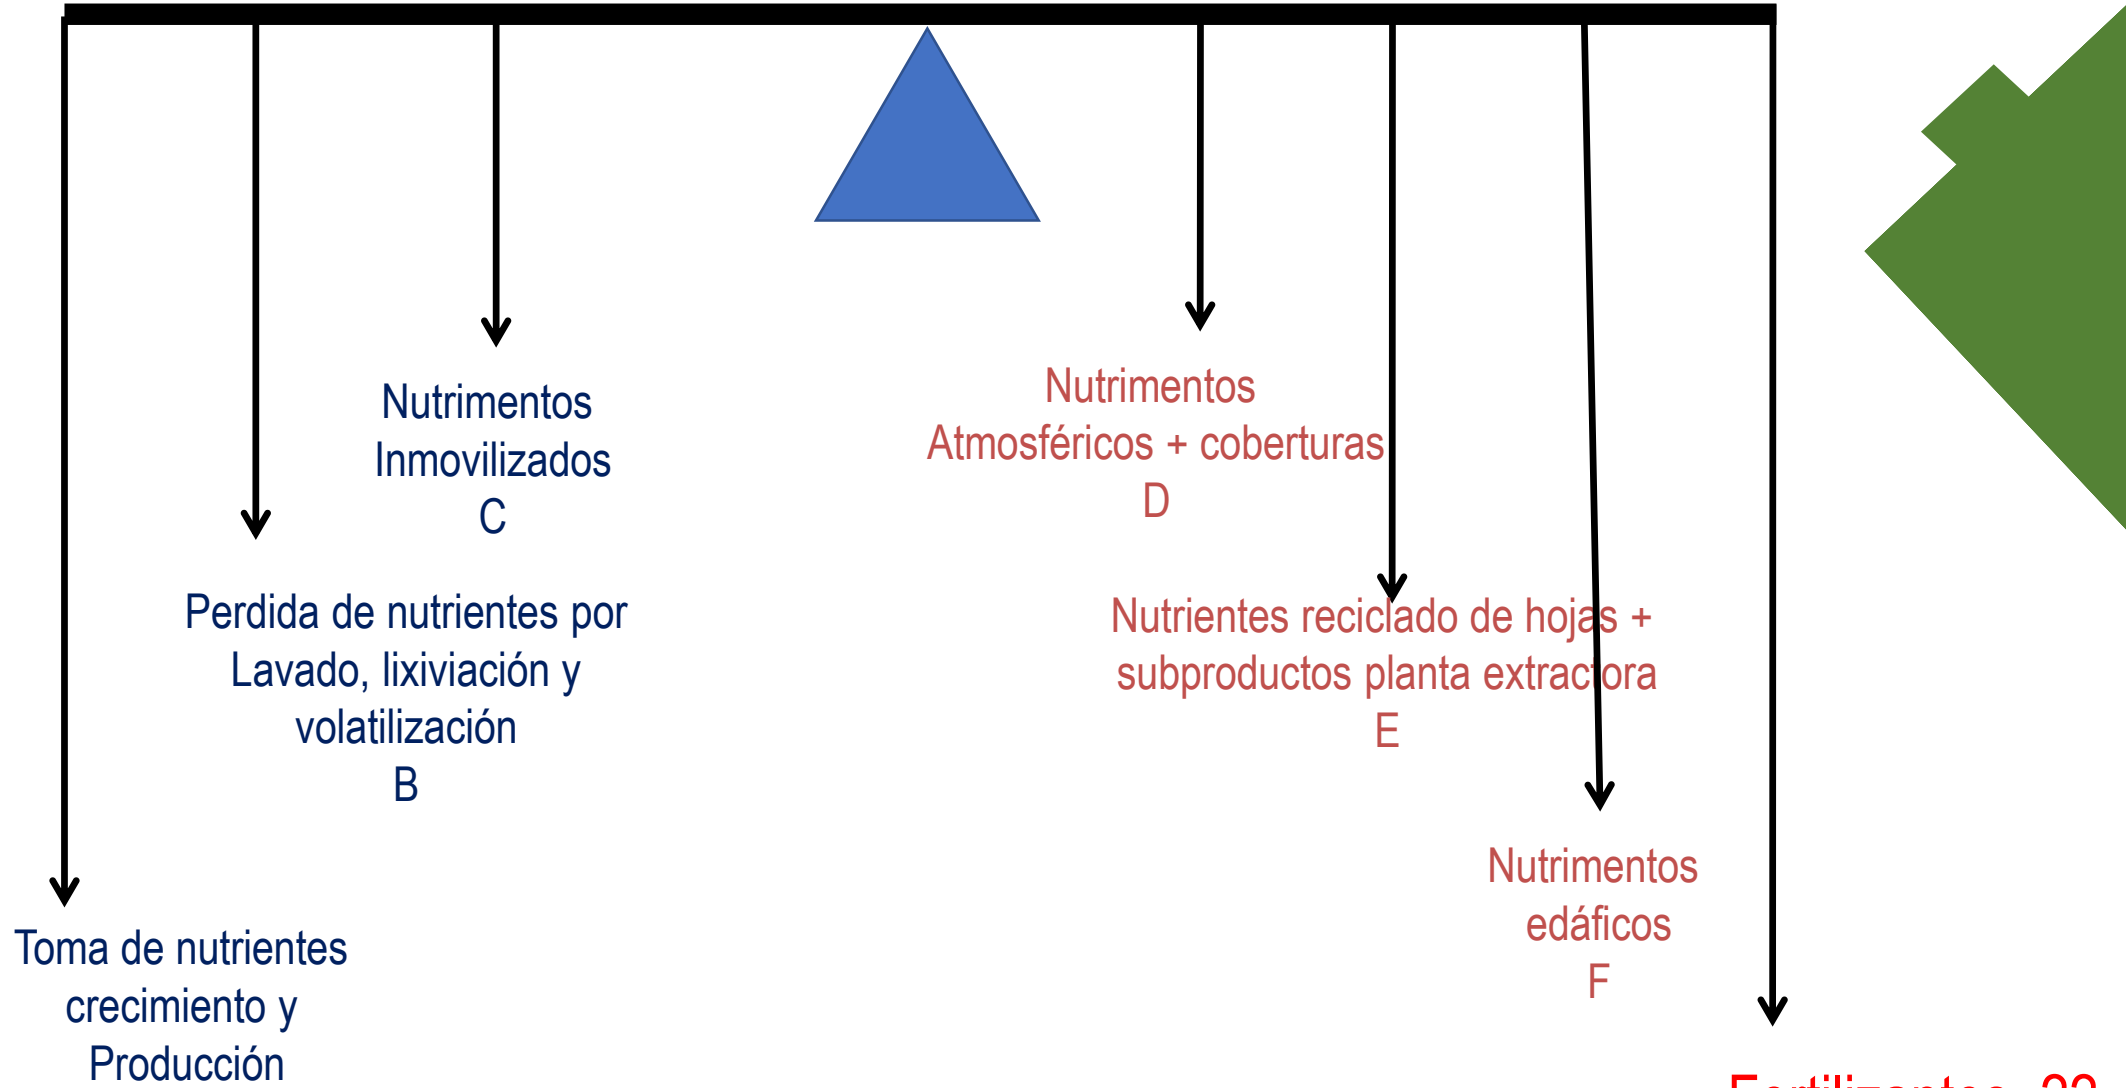 Nutrimentos
Inmovilizados
C
Nutrimentos
Atmosféricos + coberturas
D
Perdida de nutrientes por
Lavado, lixiviación y
volatilización
B
Nutrientes reciclado de hojas +
subproductos planta extractora
E
Nutrimentos
edáficos
F
Toma de nutrientes
crecimiento y
Producción
Fertilizantes